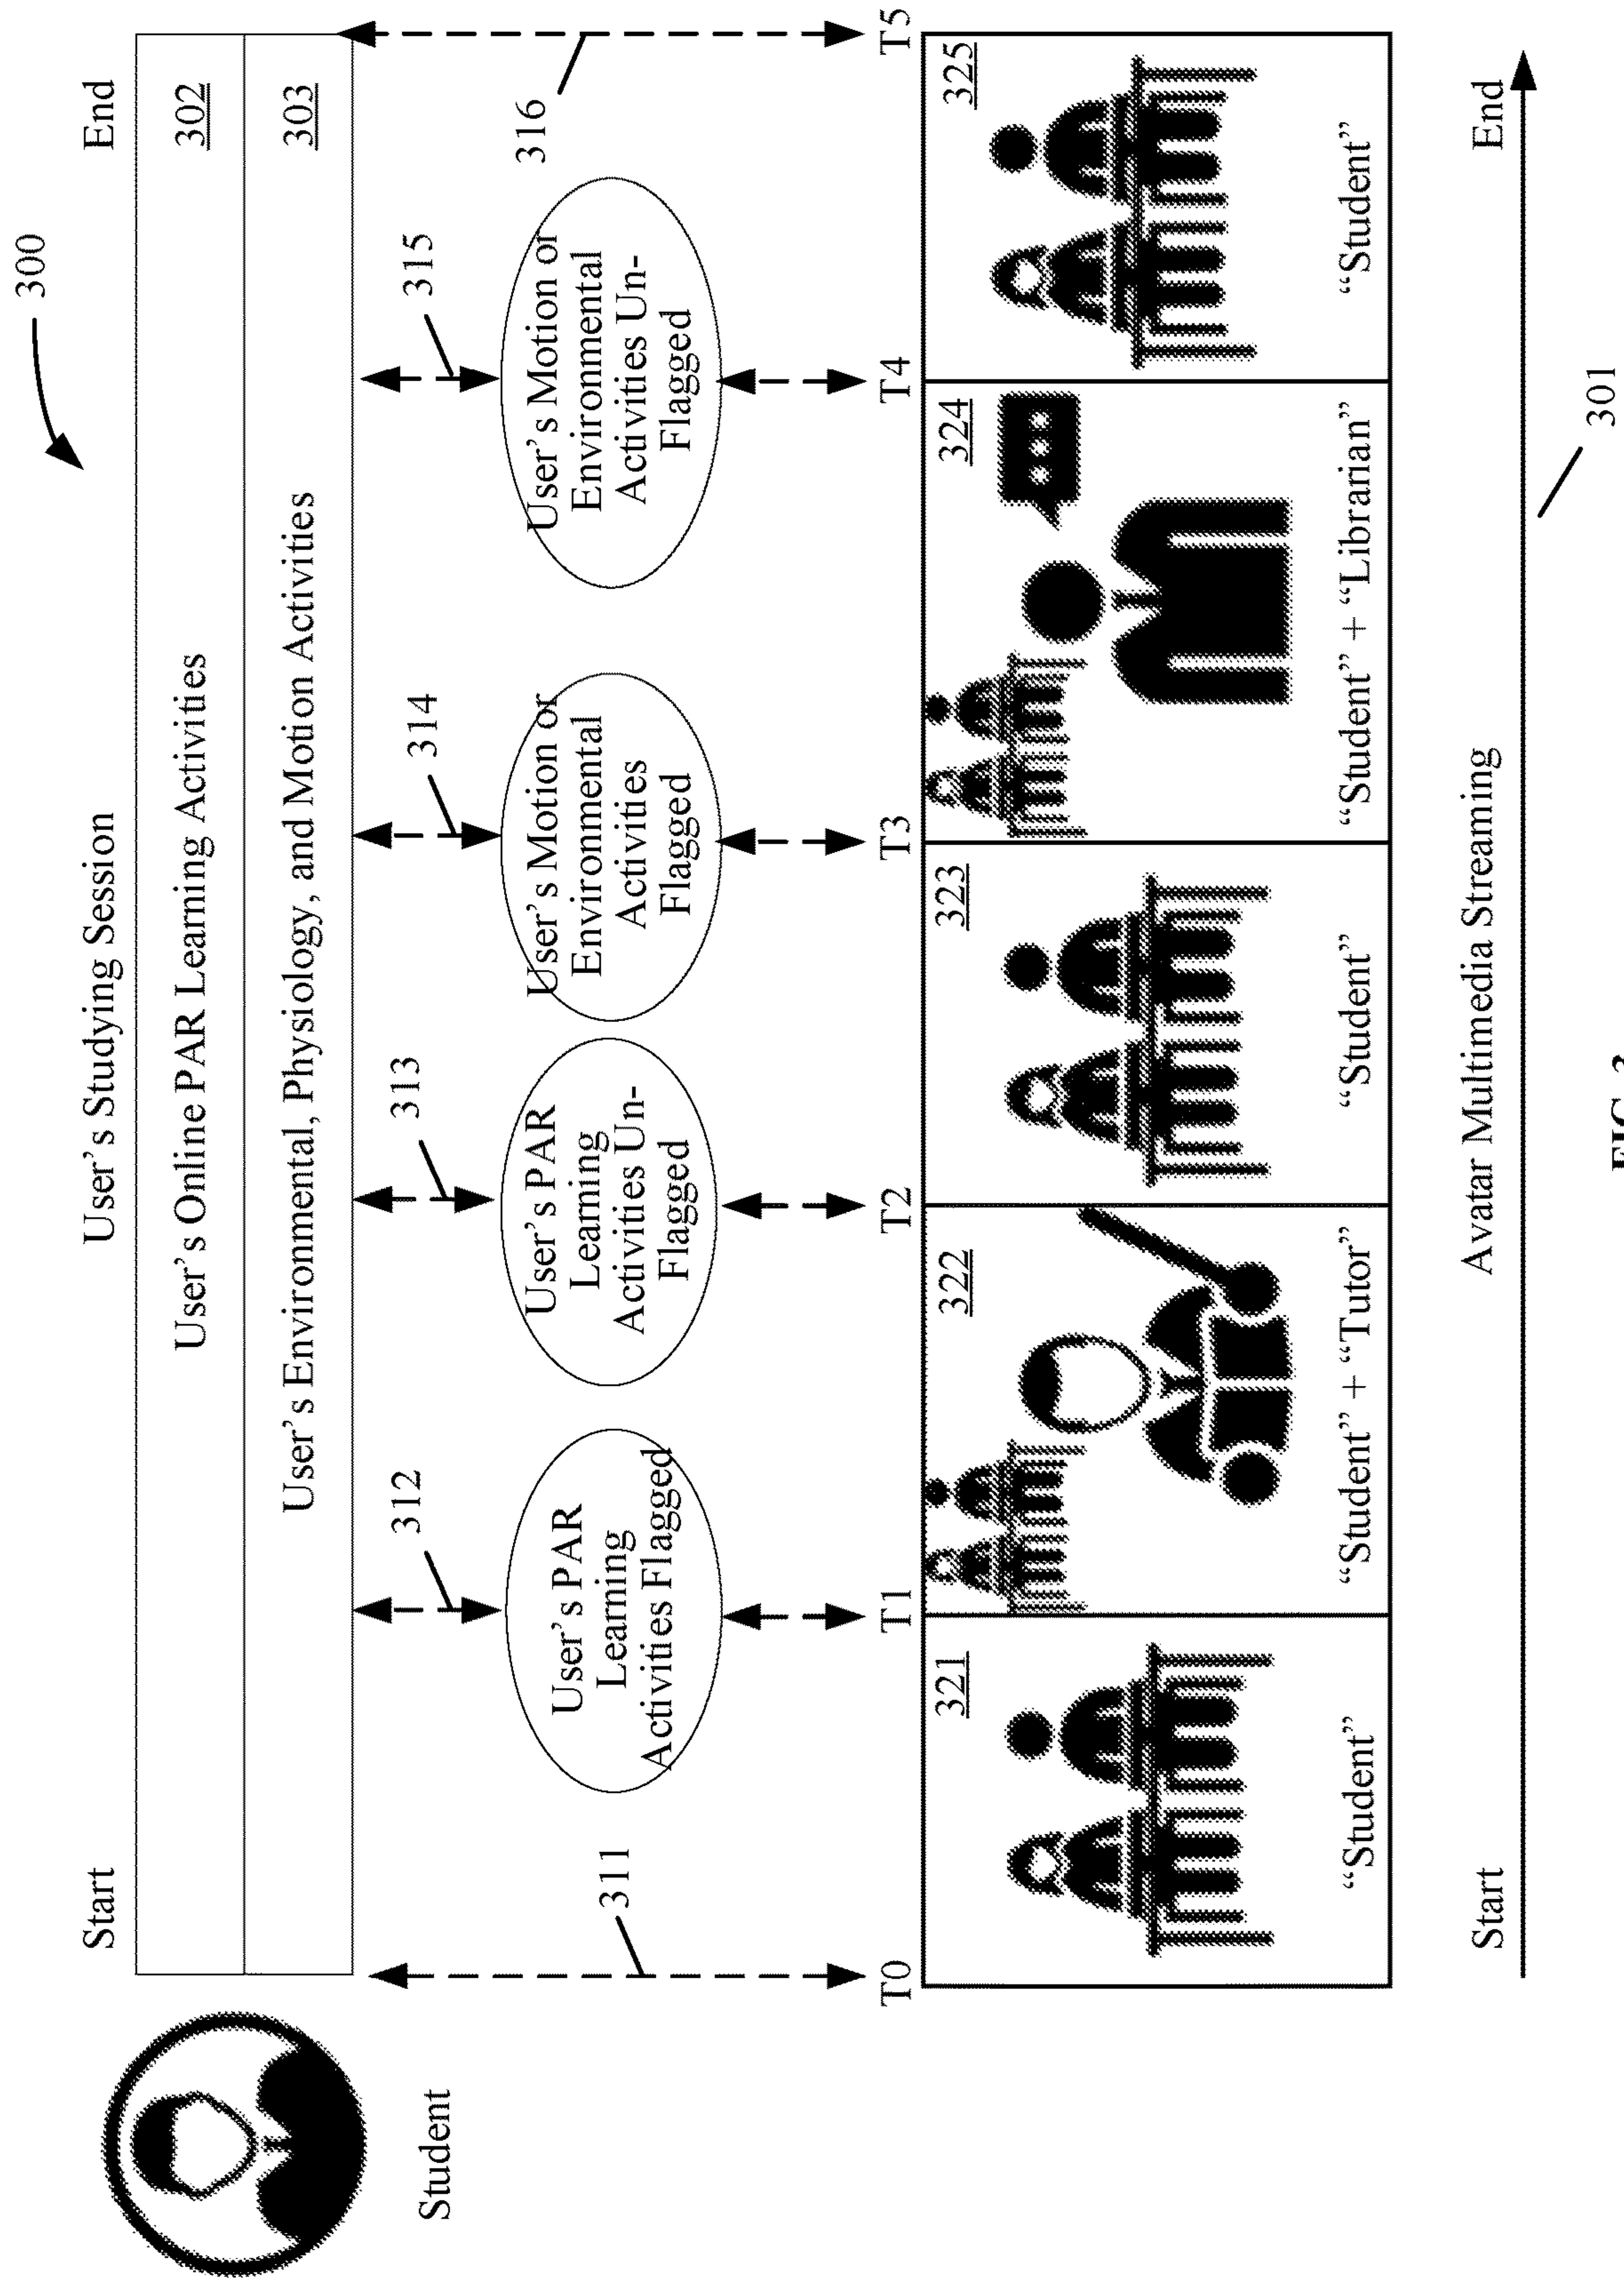 300
User's Studying Session
Start
End
User's Online PAR Learning Activities
302
User's Environmental, Physiology, and Motion Activities
303
Student
311
312
313
314
315
316
User's PAR
Learning
Activities Flagged
User's PAR
Learning
Activities Un-
Flagged
User's Motion or
Environmental
Activities
Flagged
User's Motion or
Environmental
Activities Un-
Flagged
T0
T1
T2
T3
T4
T5
321
“Student”
322
“Student” + “Tutor”
323
“Student”
324
“Student” + “Librarian”
325
“Student”
Start
Avatar Multimedia Streaming
End
301